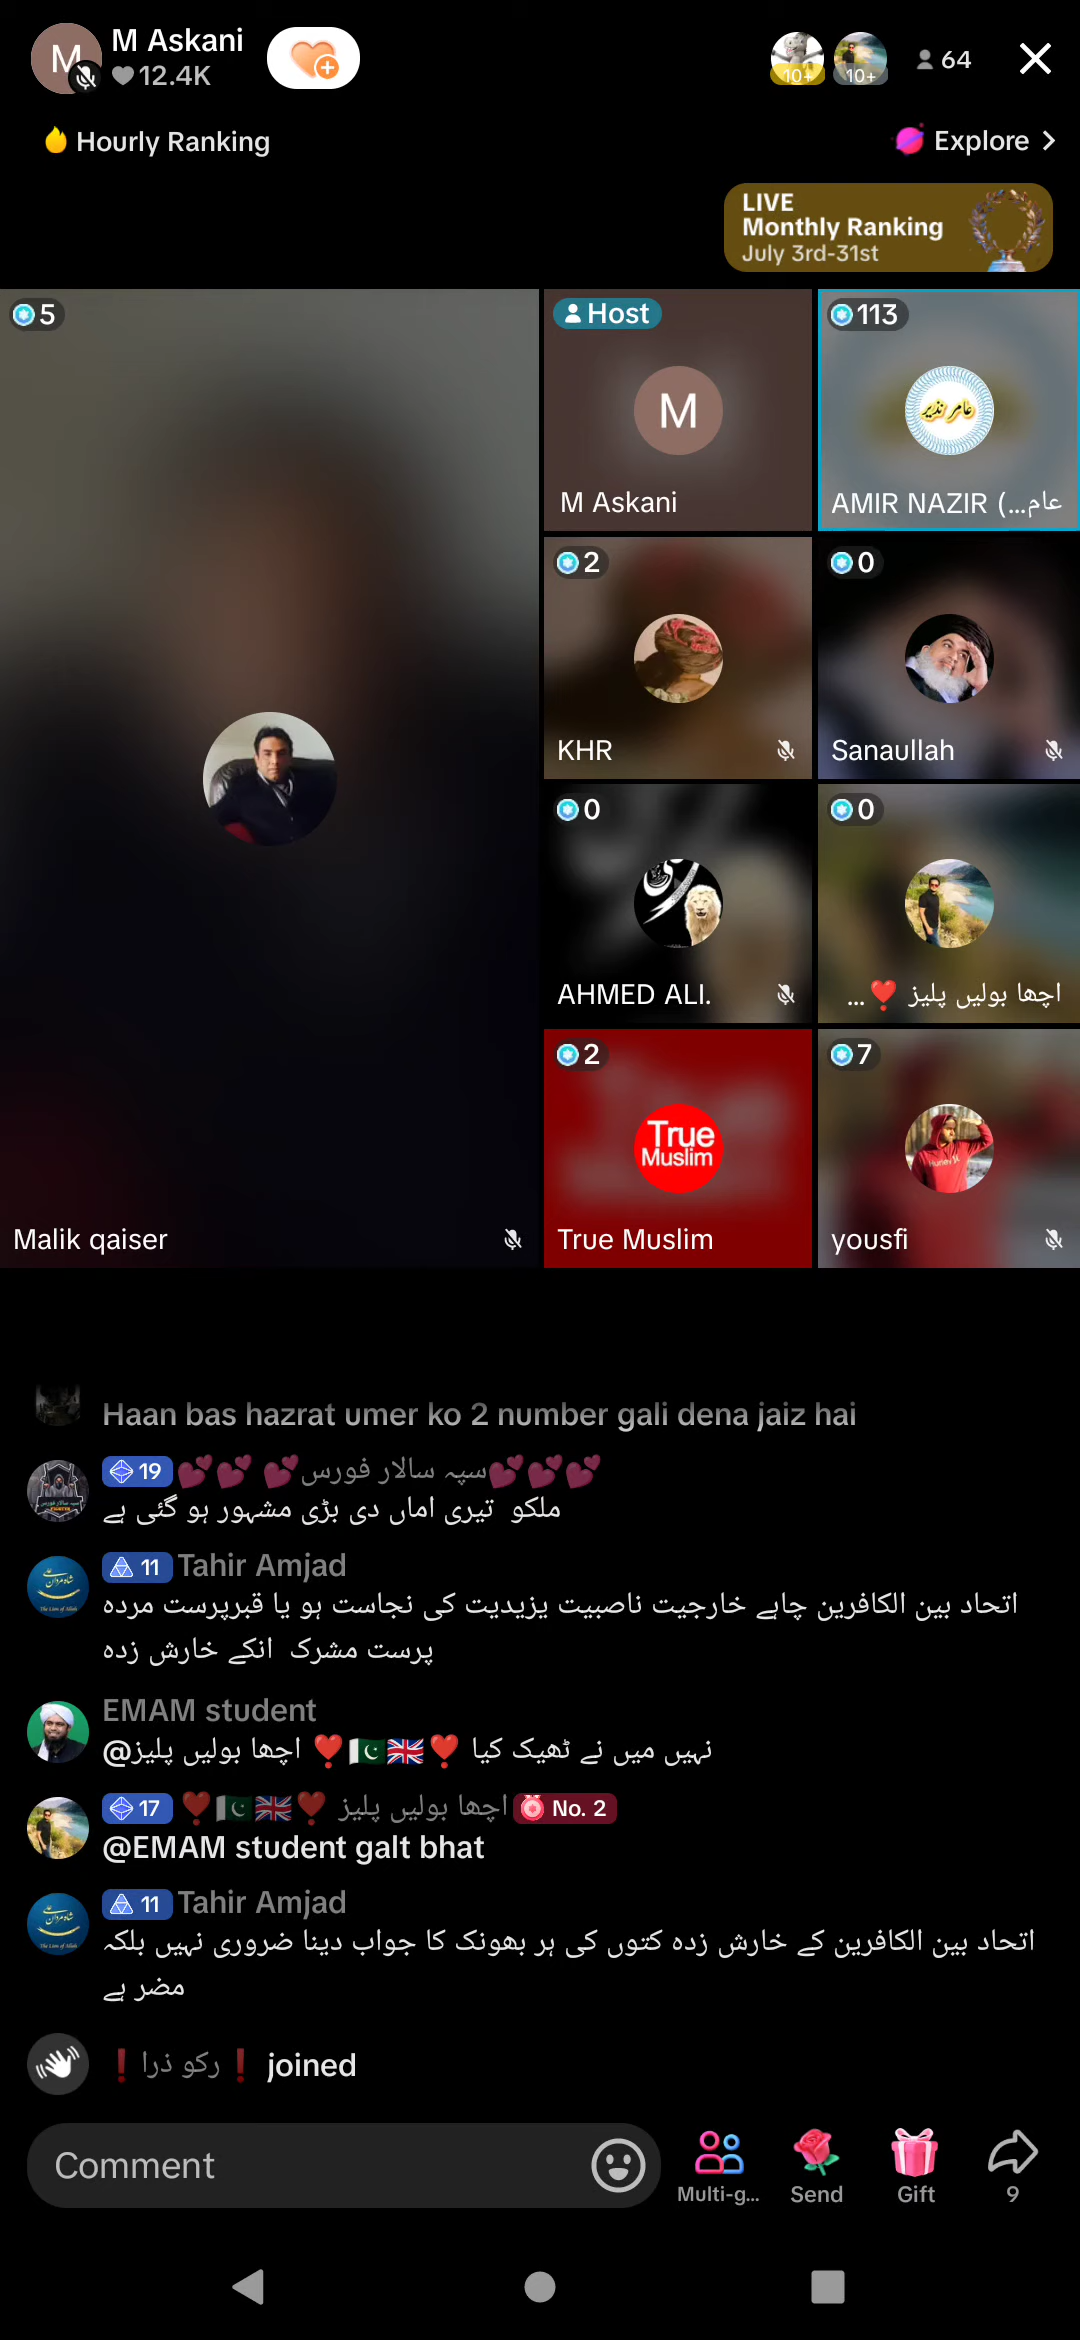 M Askani
M
12.4K
10+
10+
64
Hourly Ranking
Explore
LIVE
Monthly Ranking
July 3rd-31st
5
Host
113
M
عامر نذیر
M Askani
AMIR NAZIR (...عام
2
0
KHR
Sanaullah
0
0
AHMED ALI.
اچھا بولیں پلیز ❣️...
2
7
True
Muslim
Malik qaiser
True Muslim
yousfi
Haan bas hazrat umer ko 2 number gali dena jaiz hai
19 💕💕 💕سپہ سالار فورس💕💕💕
ملکو تیری اماں دی بڑی مشہور ہو گئی ہے
11 Tahir Amjad
اتحاد بین الکافرین چاہے خارجیت ناصبیت یزیدیت کی نجاست ہو یا قبرپرست مردہ
پرست مشرک انکے خارش زدہ
EMAM student
@اچھا بولیں پلیز ❣️🇵🇰🇬🇧❣️ نہیں میں نے ٹھیک کیا
17 ❣️🇵🇰🇬🇧❣️ اچھا بولیں پلیز No. 2
@EMAM student galt bhat
11 Tahir Amjad
اتحاد بین الکافرین کے خارش زدہ کتوں کی ہر بھونک کا جواب دینا ضروری نہیں بلکہ
مضر ہے
❗رکو ذرا❗ joined
Comment
Multi-g...
Send
Gift
9